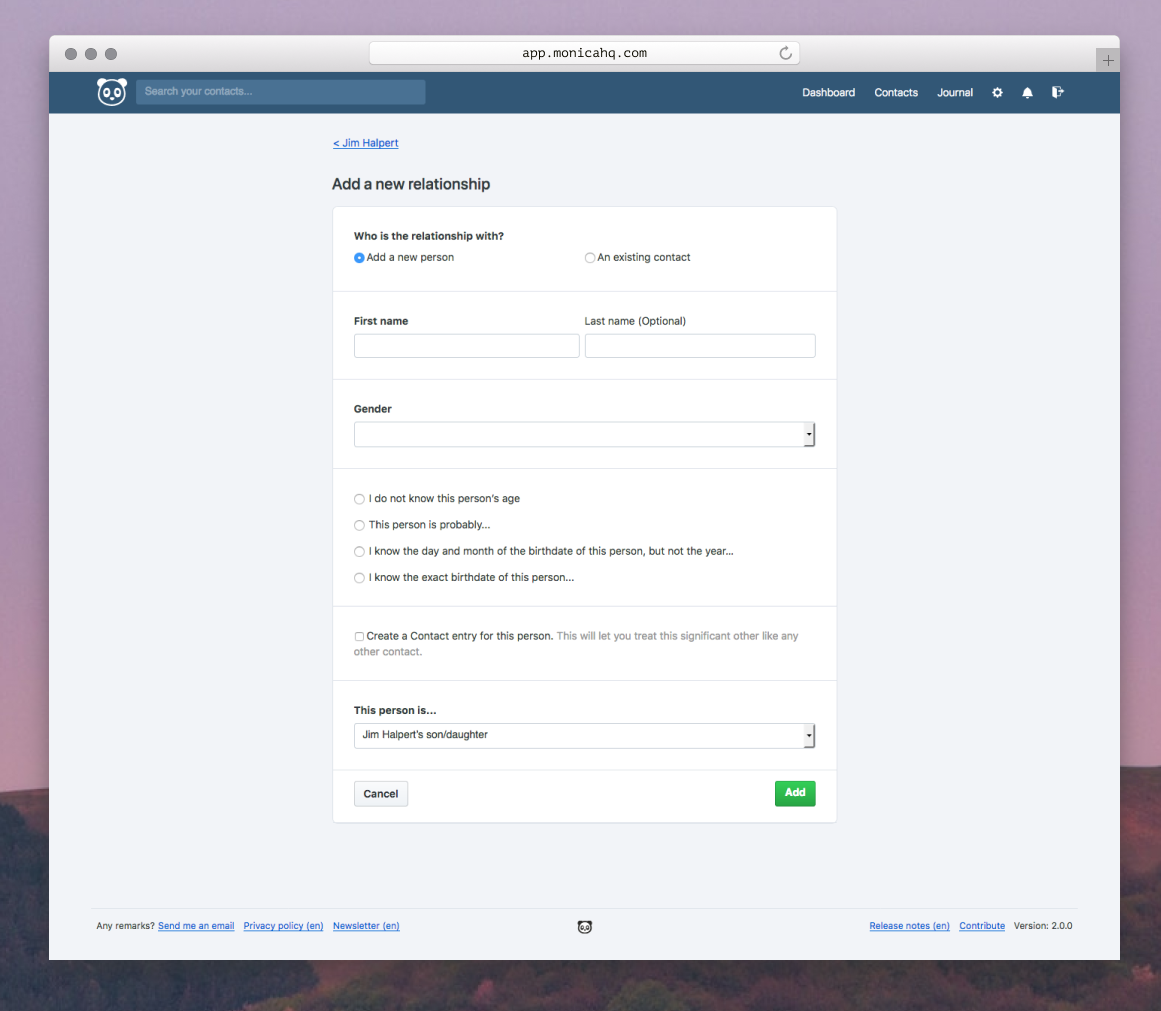 app.monicahq.com
Search your contacts...
Dashboard Contacts Journal
< Jim Halpert
Add a new relationship
Who is the relationship with?
Add a new person An existing contact
First name Last name (Optional)
Gender
I do not know this person's age
This person is probably...
I know the day and month of the birthdate of this person, but not the year...
I know the exact birthdate of this person...
Create a Contact entry for this person. This will let you treat this significant other like any
other contact.
This person is...
Jim Halpert's son/daughter
Cancel Add
Any remarks? Send me an email Privacy policy (en) Newsletter (en) Release notes (en) Contribute Version: 2.0.0